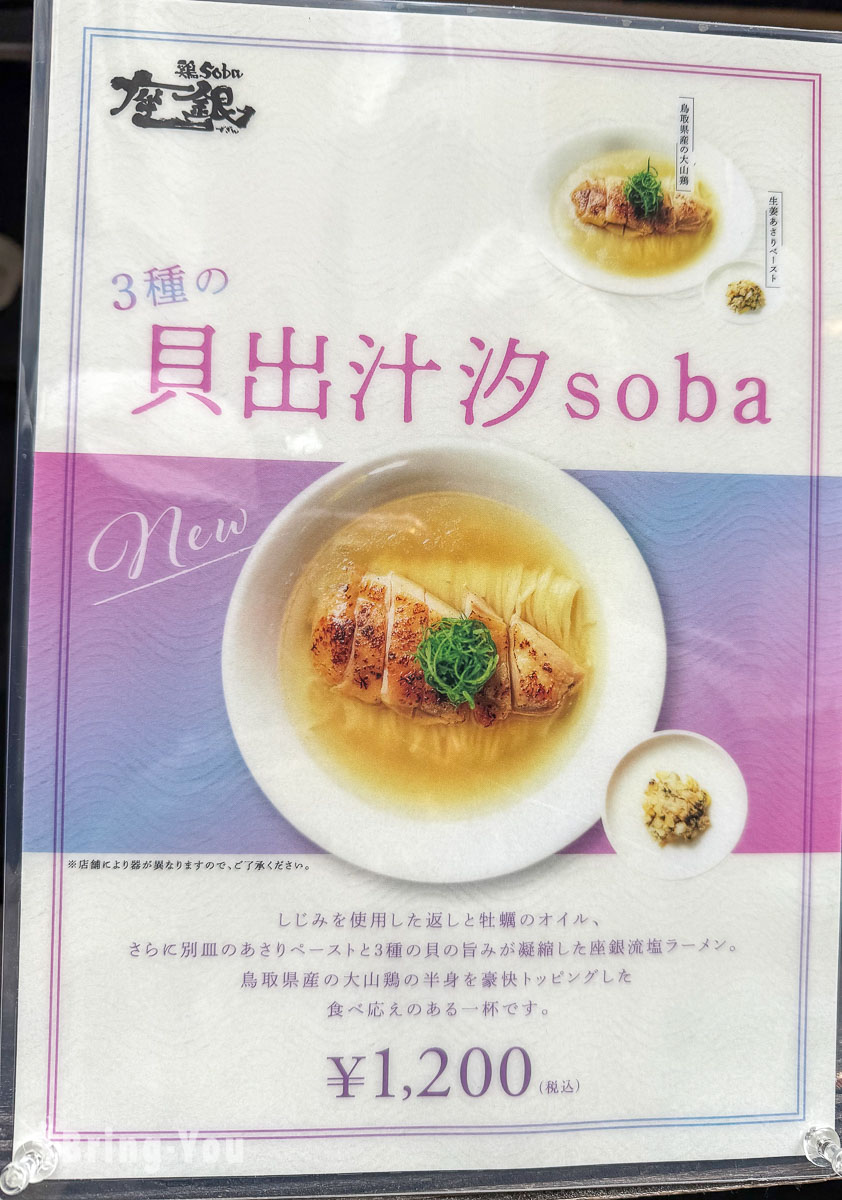 鶏soba
座銀
ざぎん
鳥取県産の大山鶏
生姜あさりペースト
3種の
貝出汁汐soba
New
※店舗により器が異なりますので、ご了承ください。
しじみを使用した返しと牡蠣のオイル、
さらに別皿のあさりペーストと3種の貝の旨みが凝縮した座銀流塩ラーメン。
鳥取県産の大山鶏の半身を豪快トッピングした
食べ応えのある一杯です。
¥1,200(税込)
Bring-You